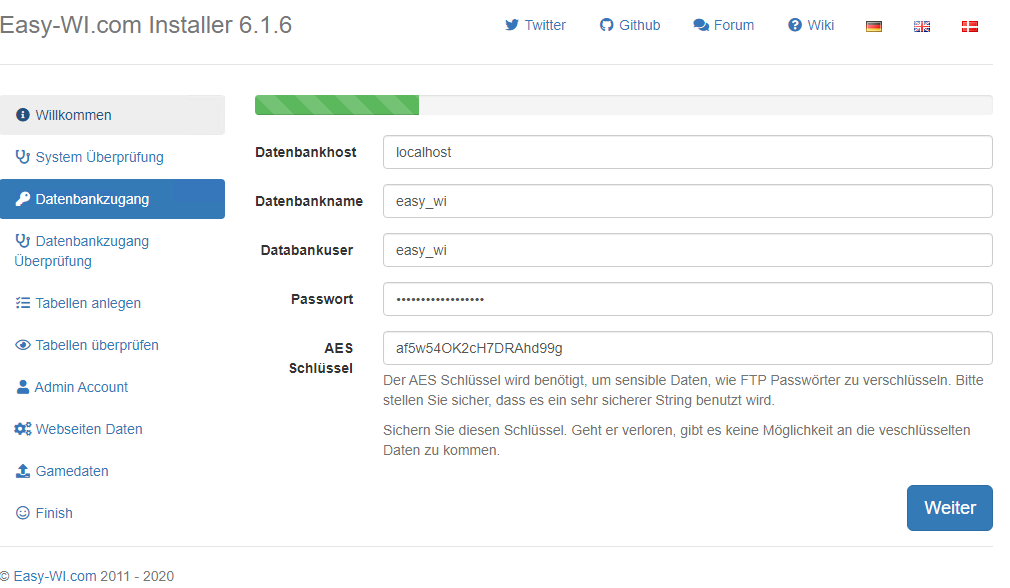 Easy-WI.com Installer 6.1.6
Twitter
Github
Forum
Wiki
Willkommen
System Überprüfung
Datenbankzugang
Datenbankzugang
Überprüfung
Tabellen anlegen
Tabellen überprüfen
Admin Account
Webseiten Daten
Gamedaten
Finish
Datenbankhost
localhost
Datenbankname
easy_wi
Databankuser
easy_wi
Passwort
••••••••••••••••••
AES
Schlüssel
af5w54OK2cH7DRAhd99g
Der AES Schlüssel wird benötigt, um sensible Daten, wie FTP Passwörter zu verschlüsseln. Bitte
stellen Sie sicher, dass es ein sehr sicherer String benutzt wird.
Sichern Sie diesen Schlüssel. Geht er verloren, gibt es keine Möglichkeit an die veschlüsselten
Daten zu kommen.
Weiter
© Easy-WI.com 2011 - 2020